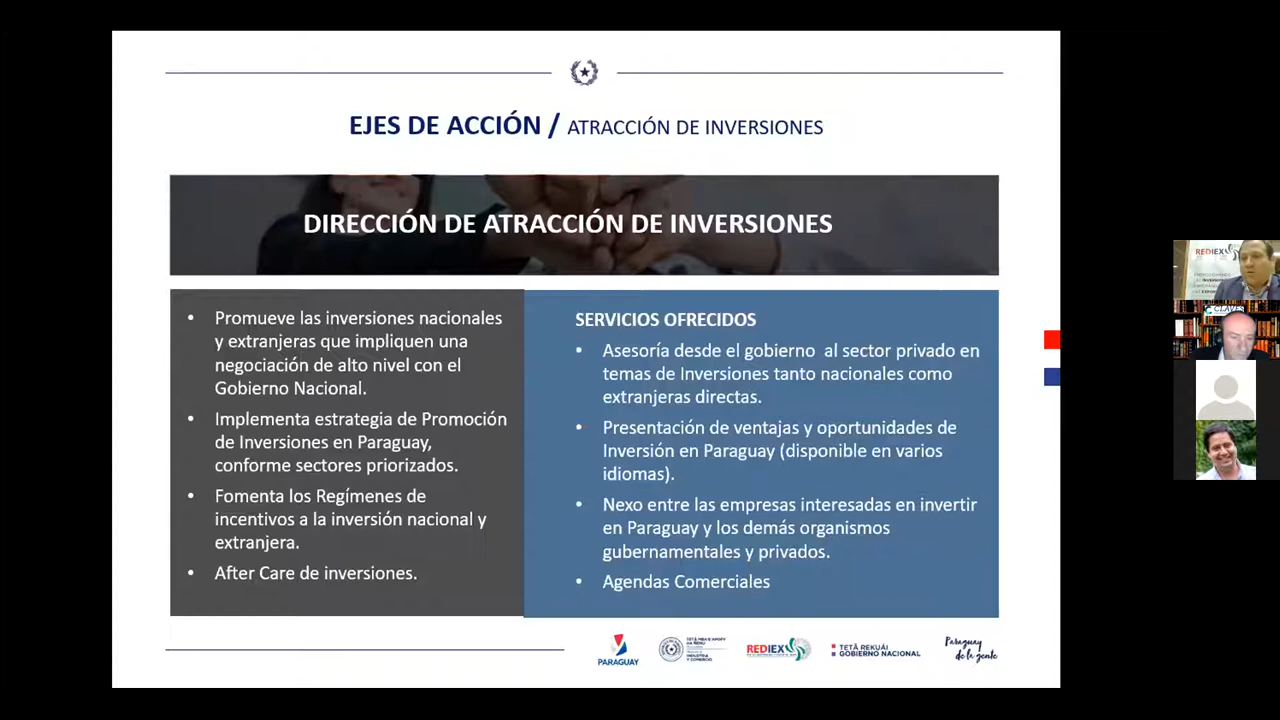 EJES DE ACCIÓN / ATRACCIÓN DE INVERSIONES
DIRECCIÓN DE ATRACCIÓN DE INVERSIONES
• Promueve las inversiones nacionales
y extranjeras que impliquen una
negociación de alto nivel con el
Gobierno Nacional.
• Implementa estrategia de Promoción
de Inversiones en Paraguay,
conforme sectores priorizados.
• Fomenta los Regímenes de
incentivos a la inversión nacional y
extranjera.
• After Care de inversiones.
SERVICIOS OFRECIDOS
• Asesoría desde el gobierno al sector privado en
temas de Inversiones tanto nacionales como
extranjeras directas.
• Presentación de ventajas y oportunidades de
Inversión en Paraguay (disponible en varios
idiomas).
• Nexo entre las empresas interesadas en invertir
en Paraguay y los demás organismos
gubernamentales y privados.
• Agendas Comerciales
PARAGUAY
INDUSTRIA
Y COMERCIO
REDIEX
TETÃ REKUÁI
GOBIERNO NACIONAL
Paraguay
de la gente
REDIEX
CLAVES